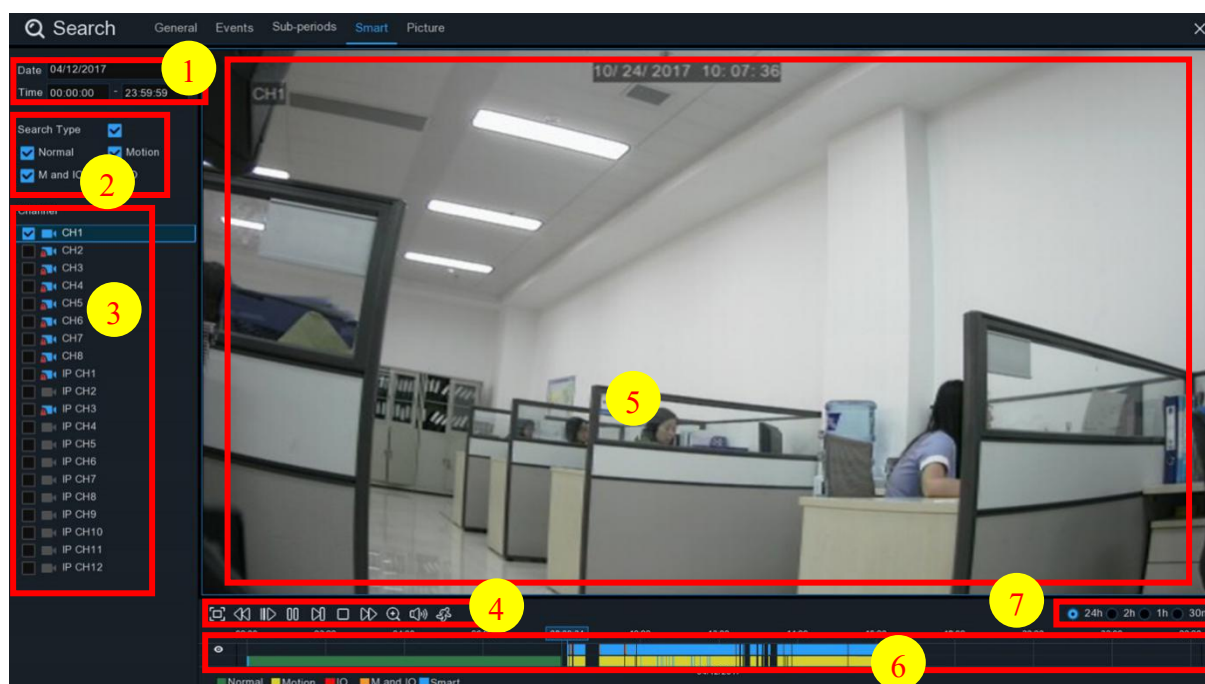 Search General Events Sub-periods Smart Picture
Date 04/12/2017
Time 00:00:00 - 23:59:59
1
Search Type
Normal Motion
M and IO
2
Channel
CH1
CH2
CH3
CH4
CH5
CH6
CH7
CH8
IP CH1
IP CH2
IP CH3
IP CH4
IP CH5
IP CH6
IP CH7
IP CH8
IP CH9
IP CH10
IP CH11
IP CH12
3
10/24/2017 10:07:36
CH1
5
4
7
24h 2h 1h
6
Normal Motion IO M and IO Smart